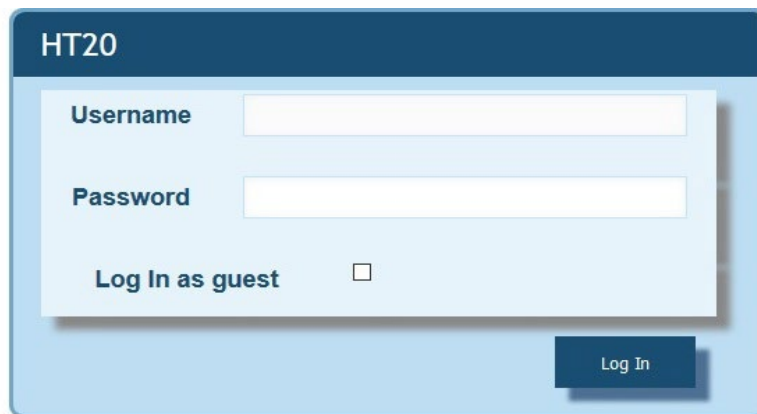 HT20
Username
Password
Log In as guest
Log In